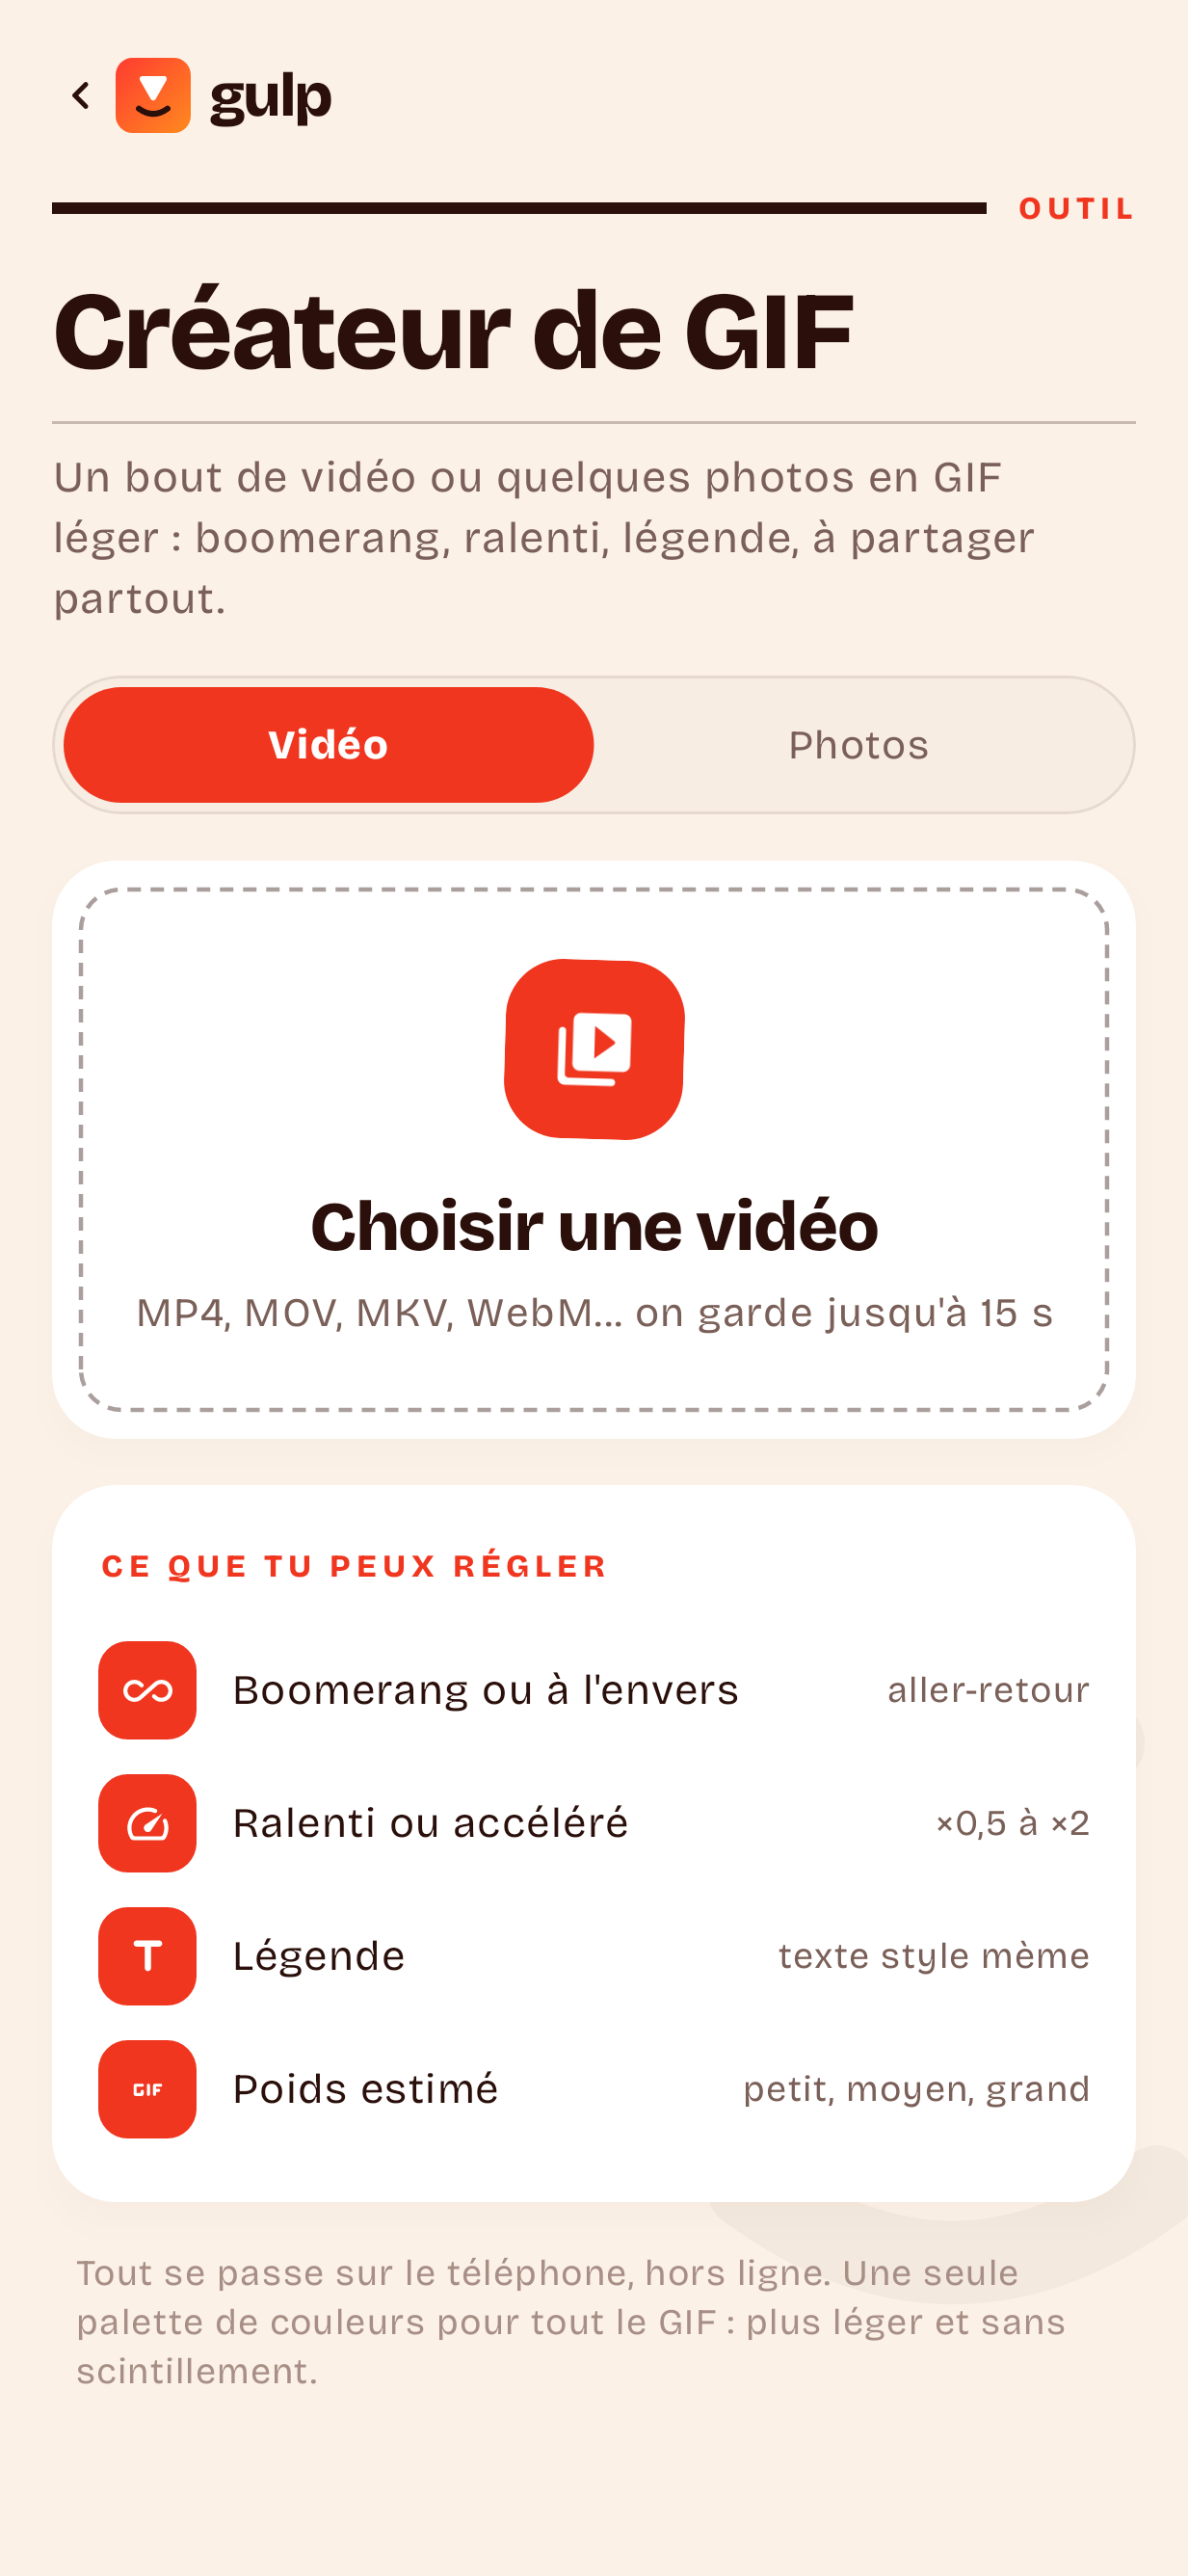 gulp
OUTIL
Créateur de GIF
Un bout de vidéo ou quelques photos en GIF
léger : boomerang, ralenti, légende, à partager
partout.
Vidéo
Photos
Choisir une vidéo
MP4, MOV, MKV, WebM... on garde jusqu'à 15 s
CE QUE TU PEUX RÉGLER
Boomerang ou à l'envers
aller-retour
Ralenti ou accéléré
×0,5 à ×2
T
Légende
texte style mème
GIF
Poids estimé
petit, moyen, grand
Tout se passe sur le téléphone, hors ligne. Une seule
palette de couleurs pour tout le GIF : plus léger et sans
scintillement.